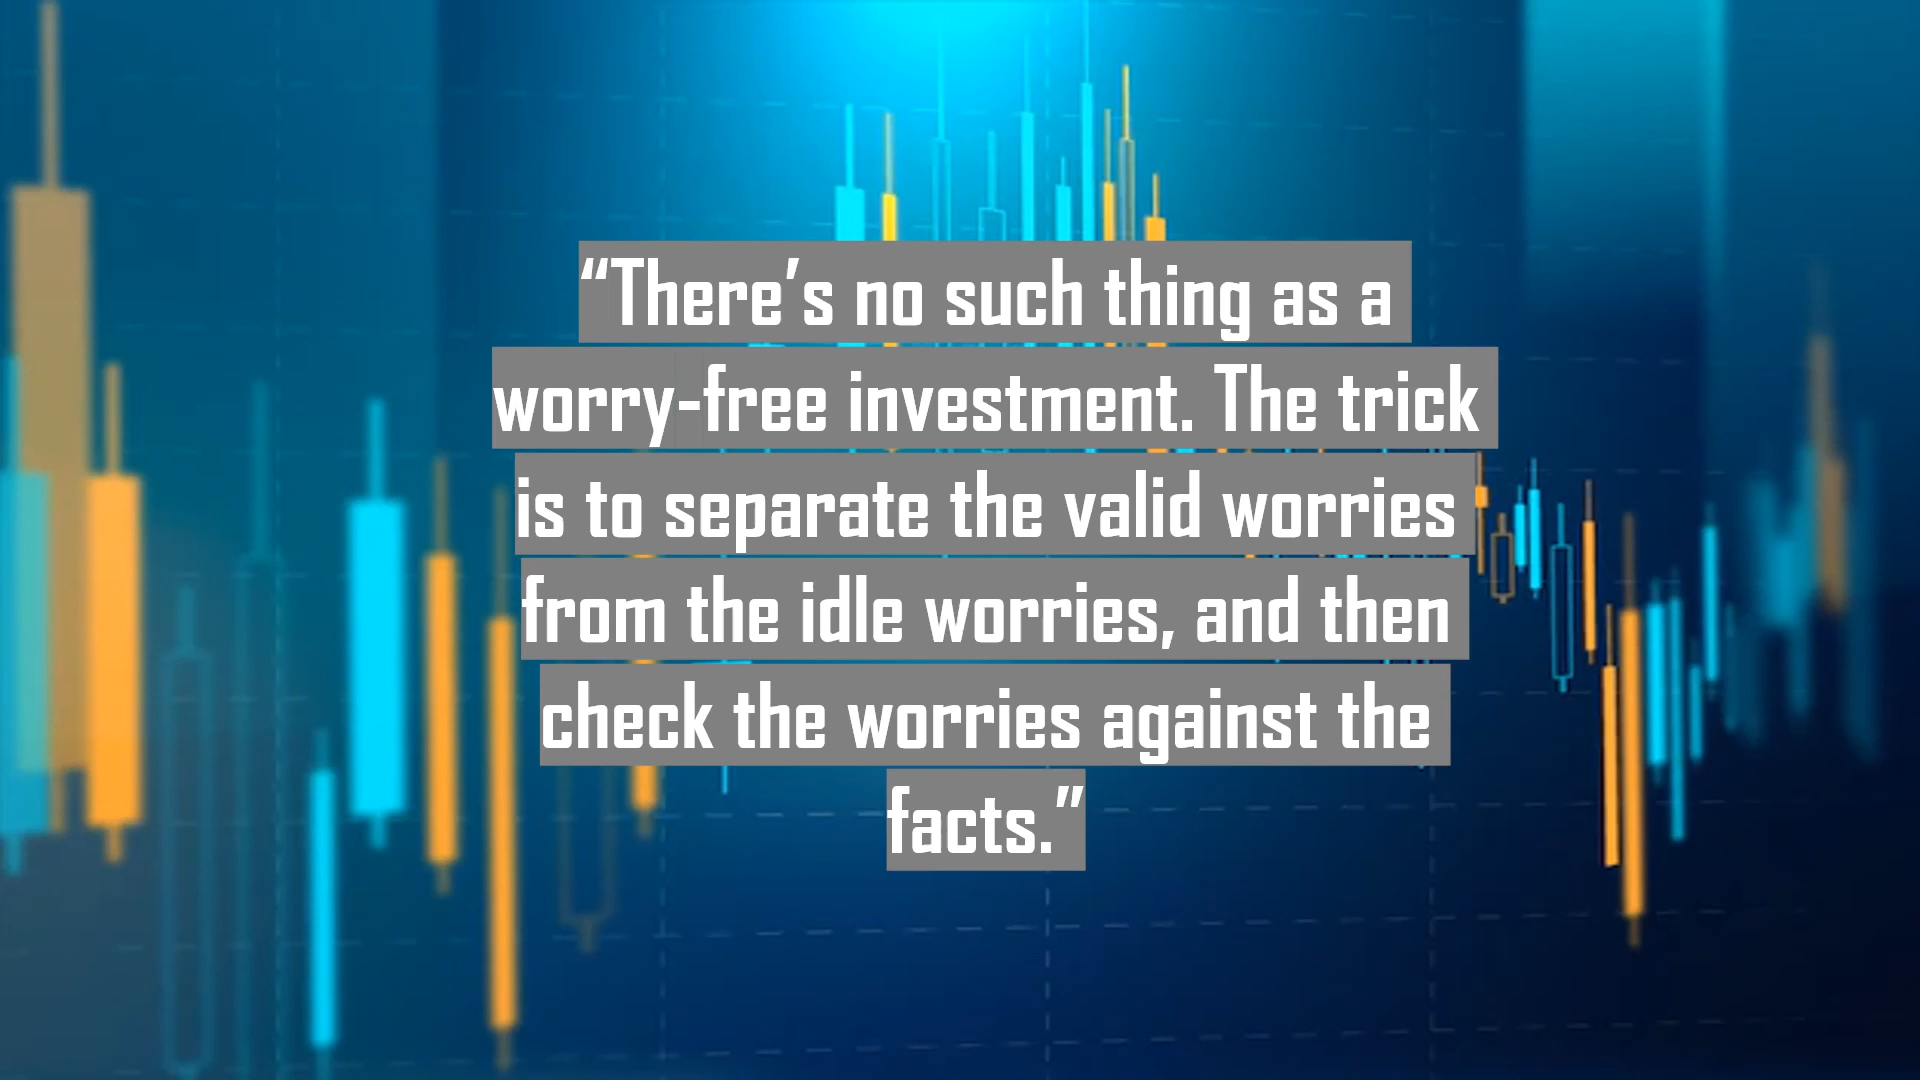 “There’s no such thing as a
worry-free investment. The trick
is to separate the valid worries
from the idle worries, and then
check the worries against the
facts.”